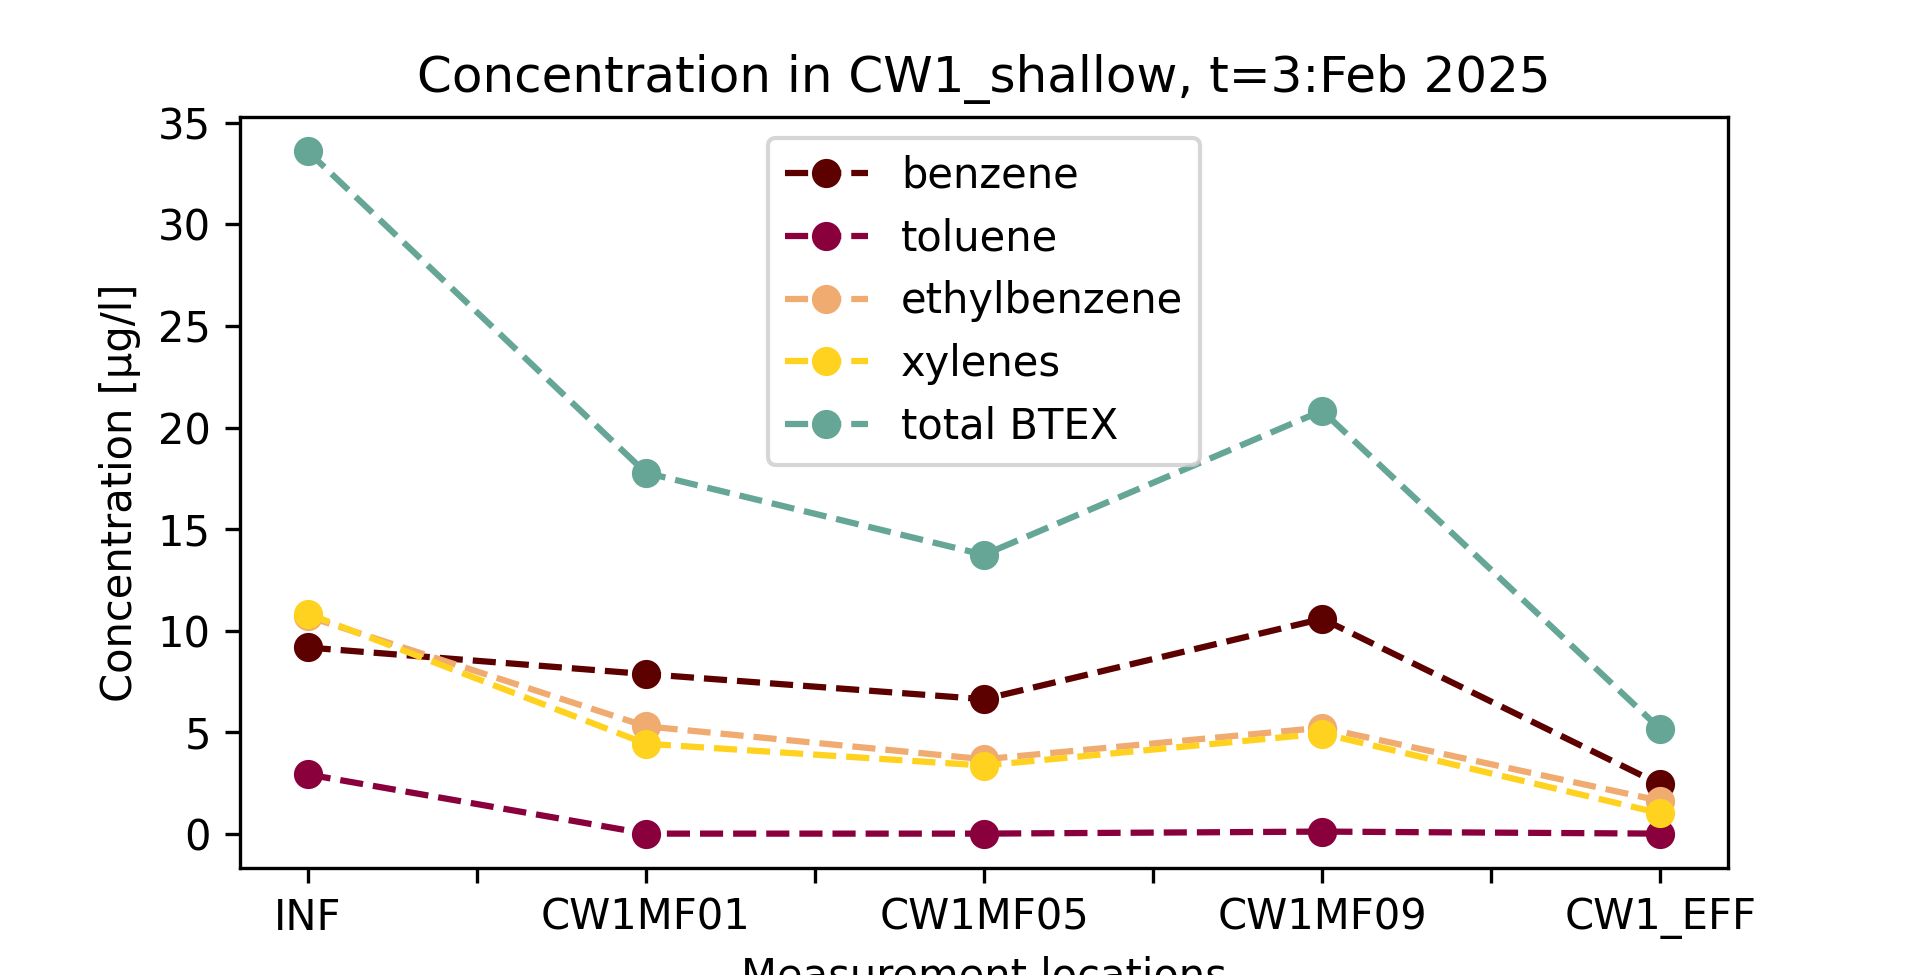 Concentration in CW1_shallow, t=3:Feb 2025
Concentration [µg/l]
35
30
25
20
15
10
5
0
benzene
toluene
ethylbenzene
xylenes
total BTEX
INF CW1MF01 CW1MF05 CW1MF09 CW1_EFF
Measurement locations